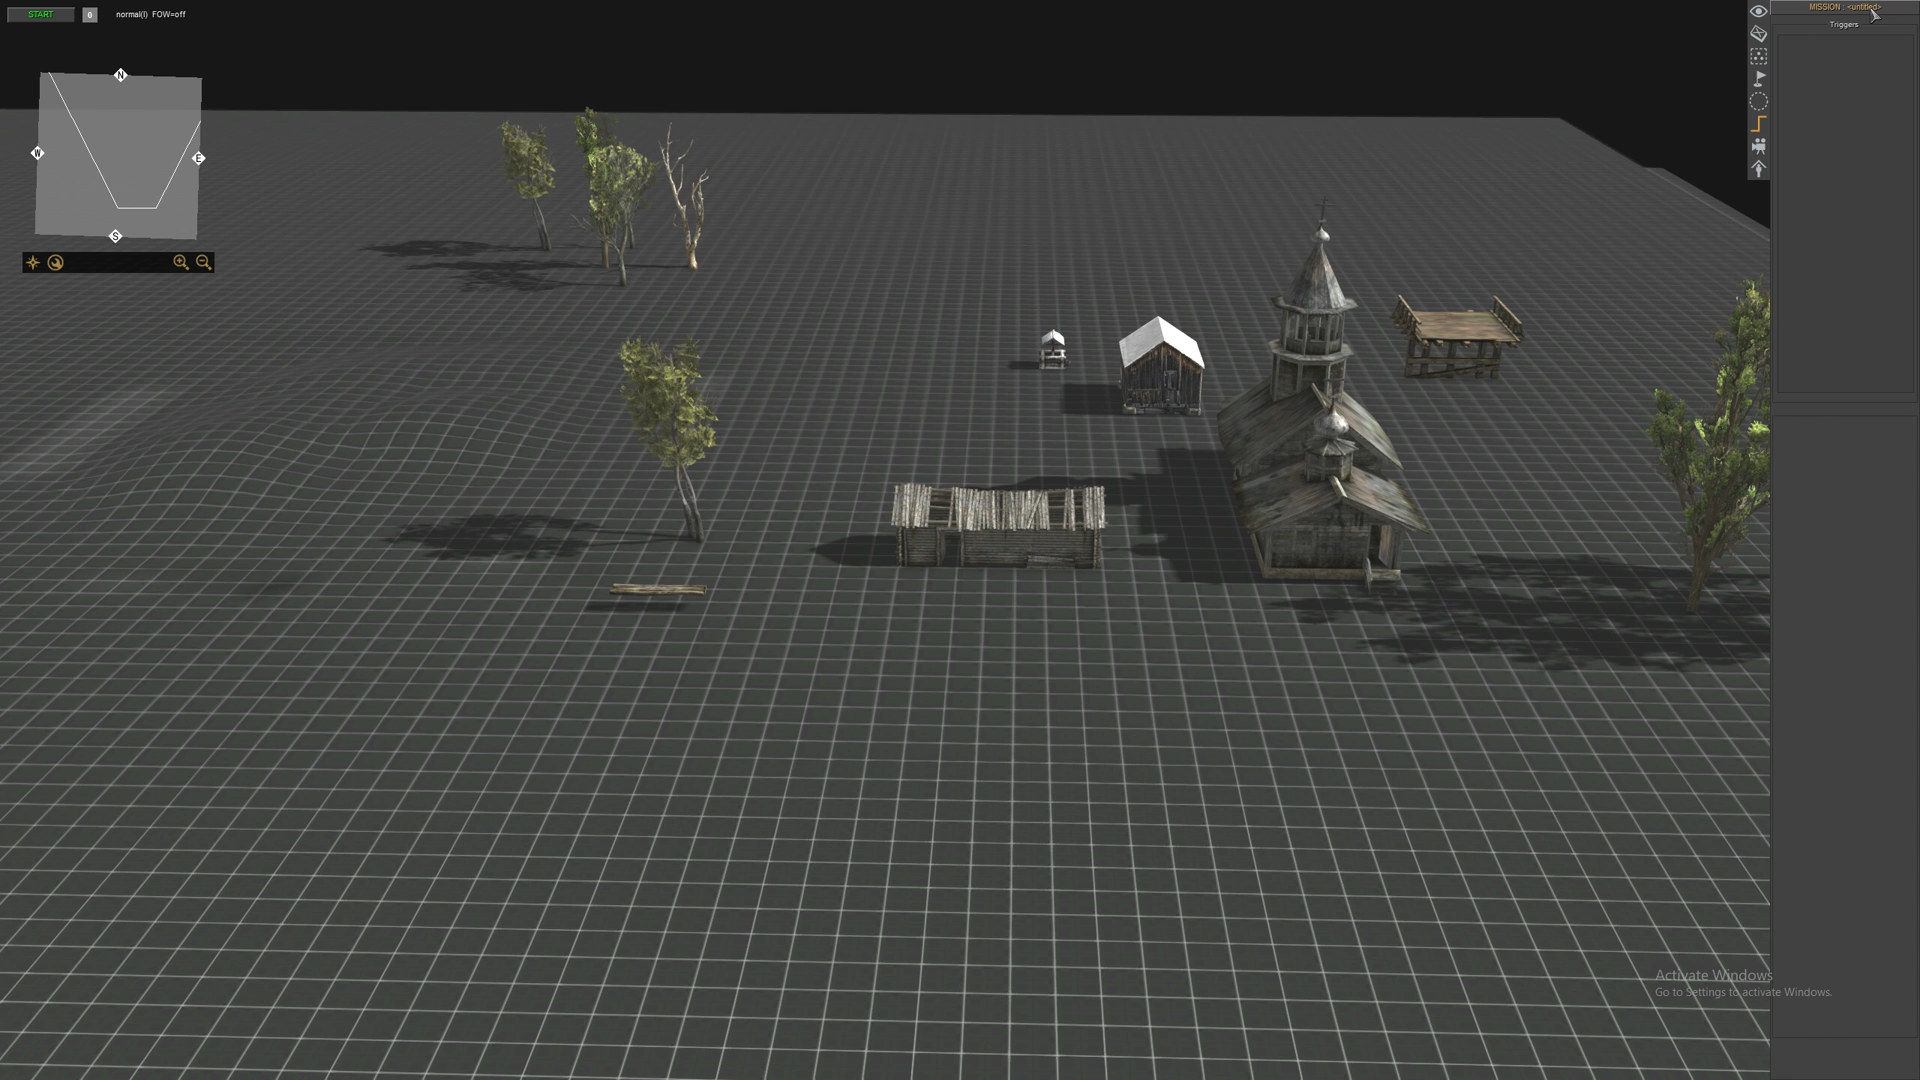 START
0
normal(l) FOW=off
MISSION : <untitled>
Triggers
N
W
E
S
Activate Windows
Go to Settings to activate Windows.